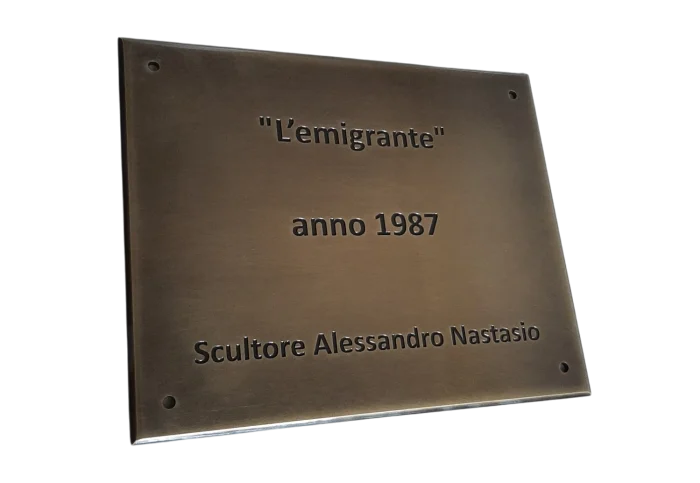 "L’emigrante"
anno 1987
Scultore Alessandro Nastasio